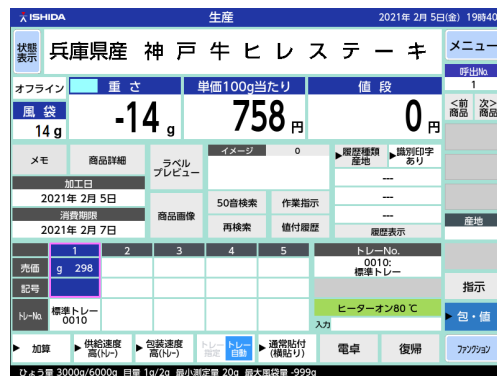 ISHIDA 生産 2021年 2月 5日(金) 19時40
状態表示 兵庫県産 神戸牛ヒレステーキ メニュー
呼出No.
1
オフライン 重さ 単価100g当たり 値段
<前商品 次>商品
風袋
14 g -14 g 758 円 0 円
メモ 商品詳細 ラベルプレビュー イメージ 0 ▶履歴種類 産地 ▶識別印字 あり
---
加工日
2021年 2月 5日 50音検索 作業指示 ---
消費期限 商品画像 --- 産地
2021年 2月 7日 再検索 値付履歴 履歴表示
1 2 3 4 5 トレーNo.
売価 g 298 0010:
標準トレー
記号 指示
トレーNo. 標準トレー
0010 ヒーターオン80 ℃
入力
▶ 包・値
▶ 加算 ▶ 供給速度 高(トレー) ▶ 包装速度 高(トレー) トレー指定 トレー自動 ▶ 通常貼付 (横貼り) 電卓 復帰 ファンクション
ひょう量 3000g/6000g 目量 1g/2g 最小測定量 20g 最大風袋量 -999g